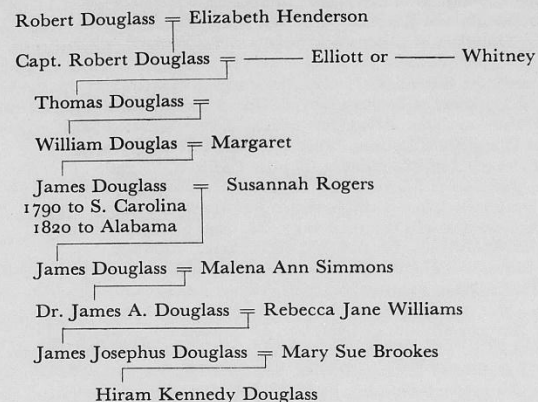 Robert Douglass = Elizabeth Henderson
Capt. Robert Douglass = ——— Elliott or ——— Whitney
Thomas Douglass =
William Douglas = Margaret
James Douglass = Susannah Rogers
1790 to S. Carolina
1820 to Alabama
James Douglass = Malena Ann Simmons
Dr. James A. Douglass = Rebecca Jane Williams
James Josephus Douglass = Mary Sue Brookes
Hiram Kennedy Douglass